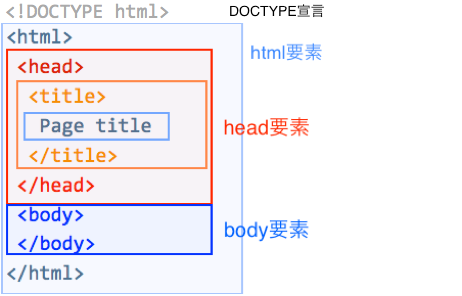 <!DOCTYPE html> DOCTYPE宣言
<html> html要素
<head>
<title>
Page title
</title>
head要素
</head>
<body>
body要素
</body>
</html>